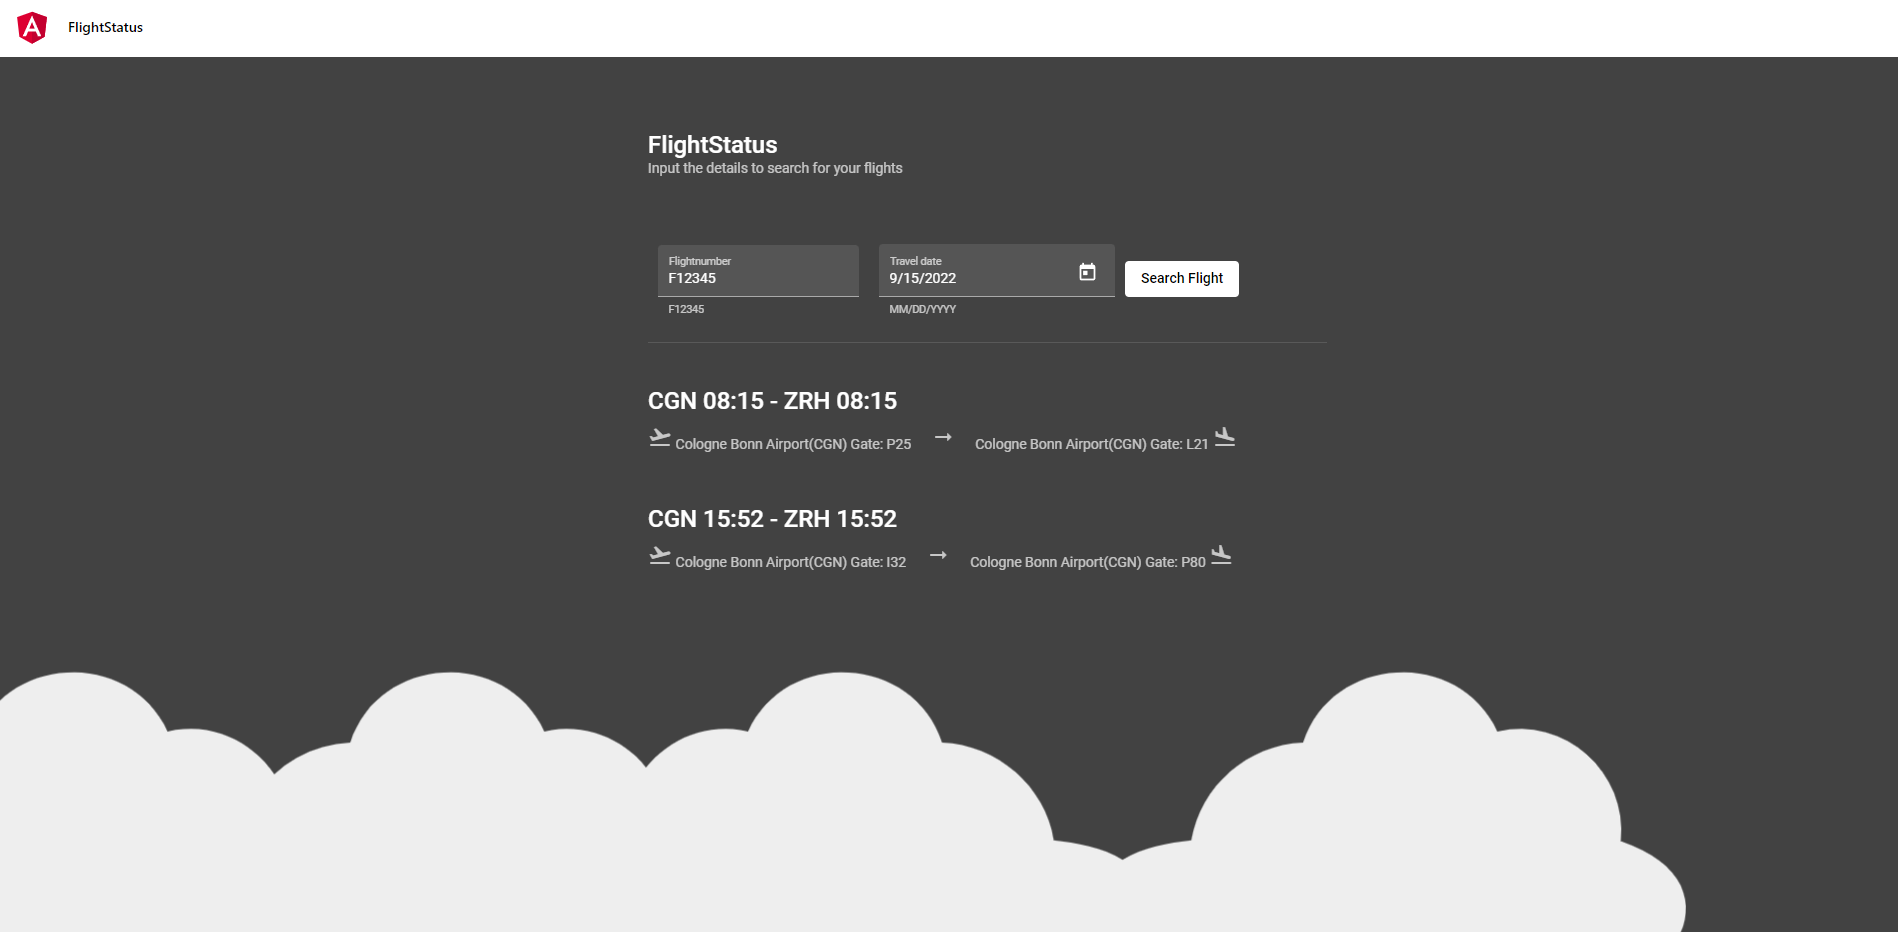 FlightStatus
FlightStatus
Input the details to search for your flights
Flightnumber
F12345
F12345
Travel date
9/15/2022
MM/DD/YYYY
Search Flight
CGN 08:15 - ZRH 08:15
Cologne Bonn Airport(CGN) Gate: P25 → Cologne Bonn Airport(CGN) Gate: L21
CGN 15:52 - ZRH 15:52
Cologne Bonn Airport(CGN) Gate: I32 → Cologne Bonn Airport(CGN) Gate: P80